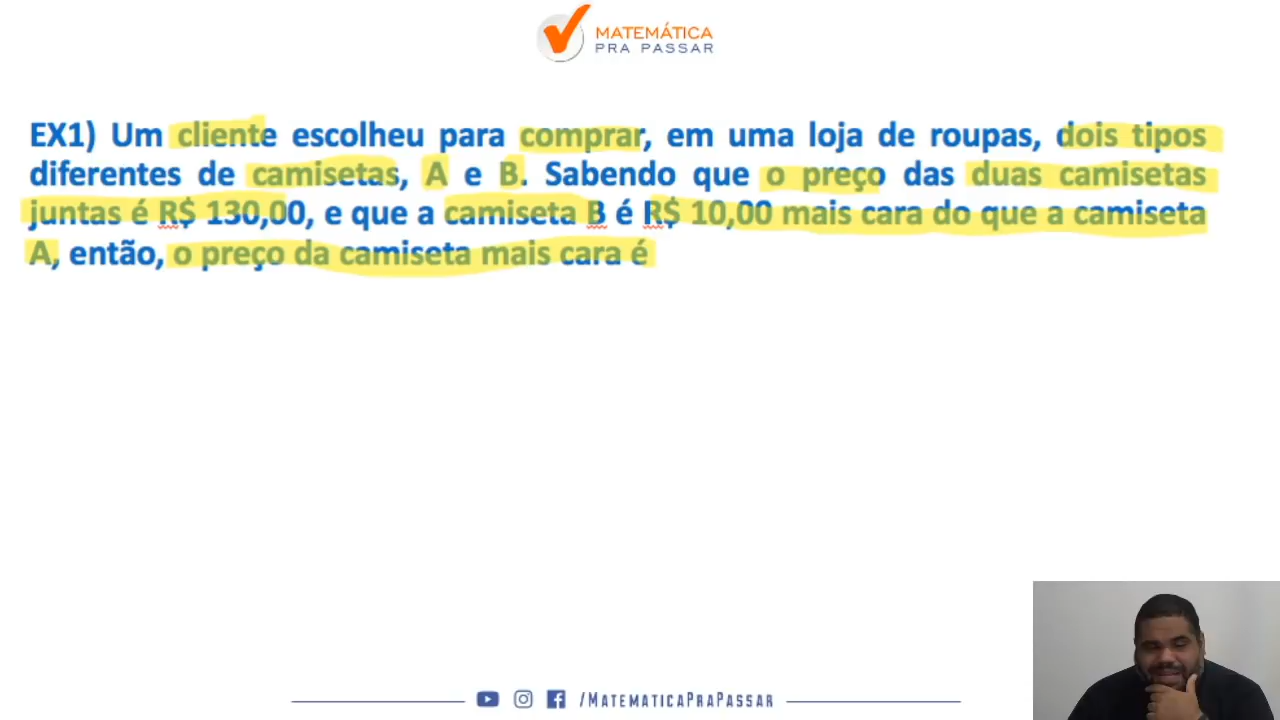 MATEMÁTICA
PRA PASSAR
EX1) Um cliente escolheu para comprar, em uma loja de roupas, dois tipos
diferentes de camisetas, A e B. Sabendo que o preço das duas camisetas
juntas é R$ 130,00, e que a camiseta B é R$ 10,00 mais cara do que a camiseta
A, então, o preço da camiseta mais cara é
/MATEMATICAPRAPASSAR